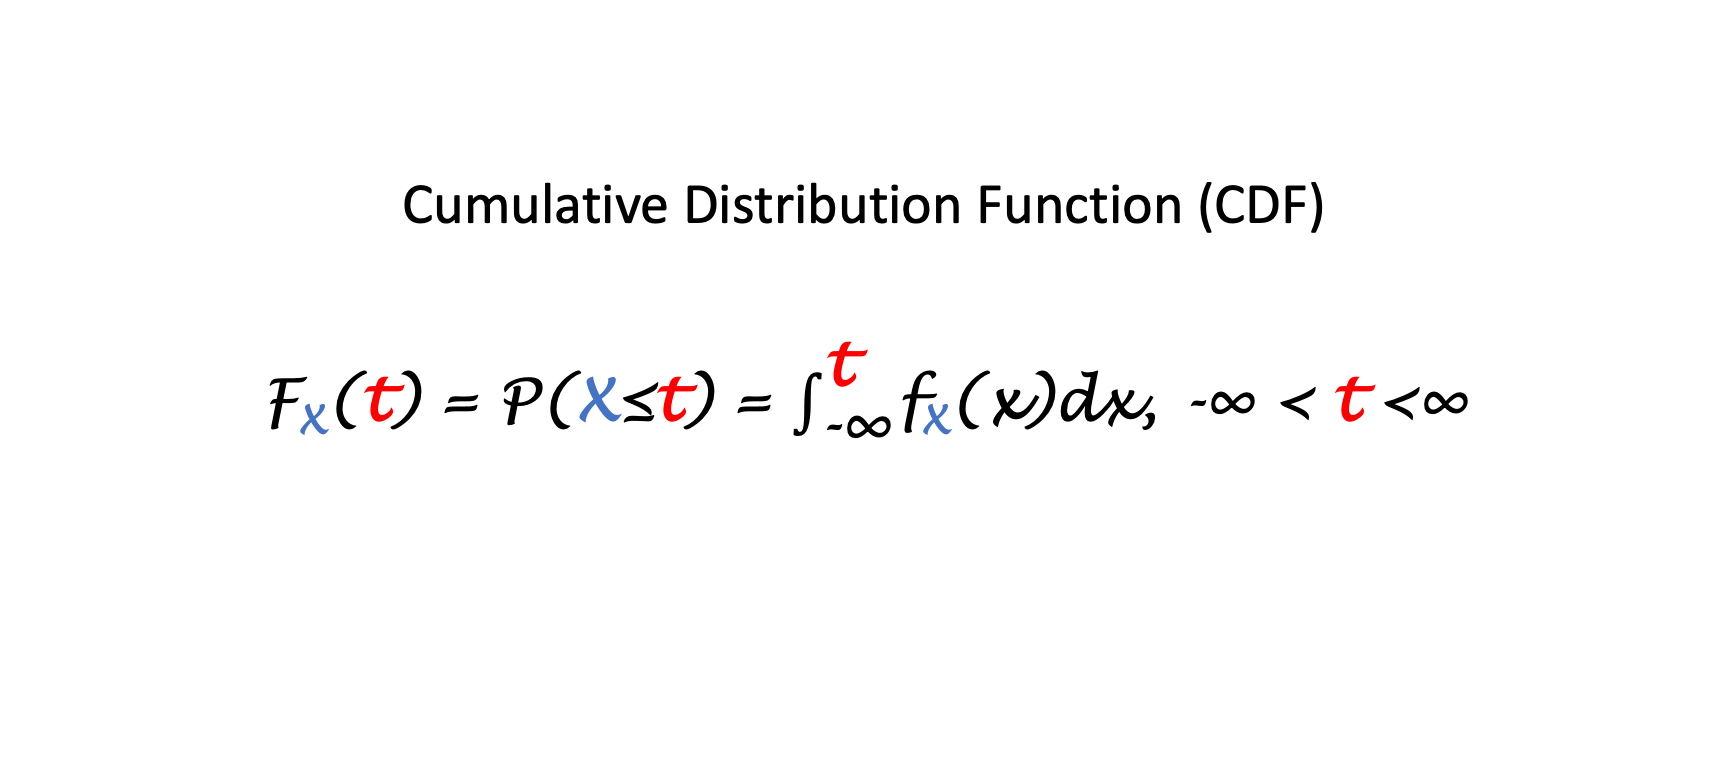 Cumulative Distribution Function (CDF)
Fₓ(t) = P(X≤t) = ∫ᵗ₋∞ fₓ(x)dx, -∞ < t <∞